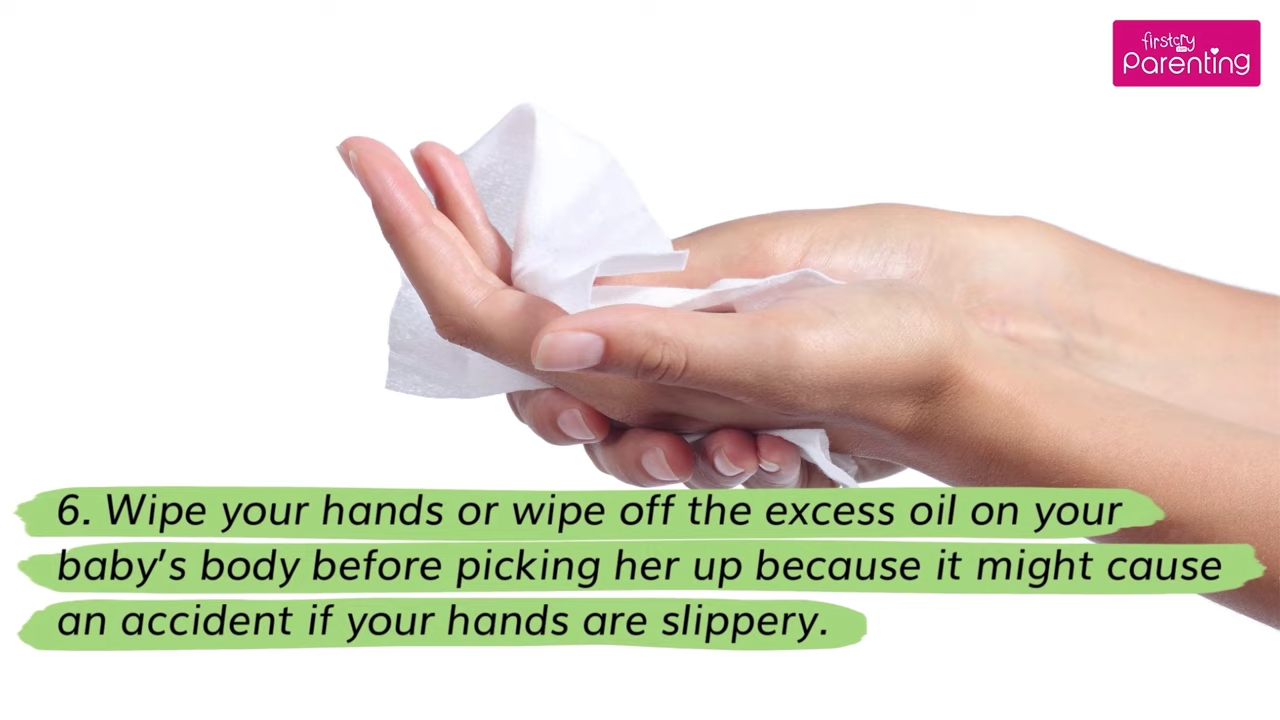 firstcry
Parenting
6. Wipe your hands or wipe off the excess oil on your
baby's body before picking her up because it might cause
an accident if your hands are slippery.